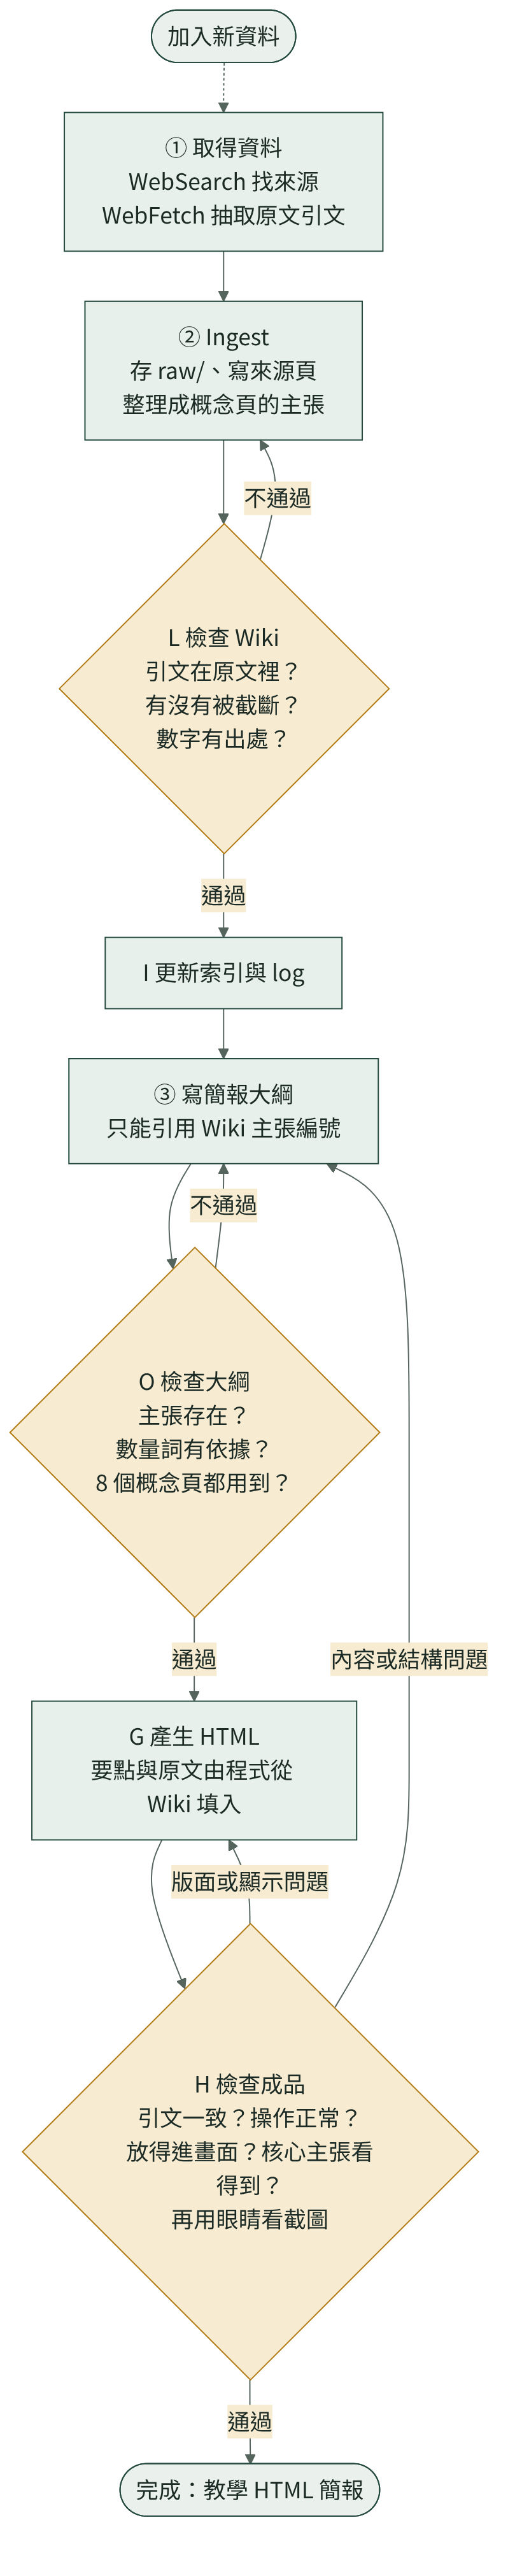 加入新資料
① 取得資料
WebSearch 找來源
WebFetch 抽取原文引文
② Ingest
存 raw/、寫來源頁
整理成概念頁的主張
不通過
L 檢查 Wiki
引文在原文裡？
有沒有被截斷？
數字有出處？
通過
I 更新索引與 log
③ 寫簡報大綱
只能引用 Wiki 主張編號
不通過
O 檢查大綱
主張存在？
數量詞有依據？
8 個概念頁都用到？
通過
內容或結構問題
G 產生 HTML
要點與原文由程式從
Wiki 填入
版面或顯示問題
H 檢查成品
引文一致？操作正常？
放得進畫面？核心主張看
得到？
再用眼睛看截圖
通過
完成：教學 HTML 簡報